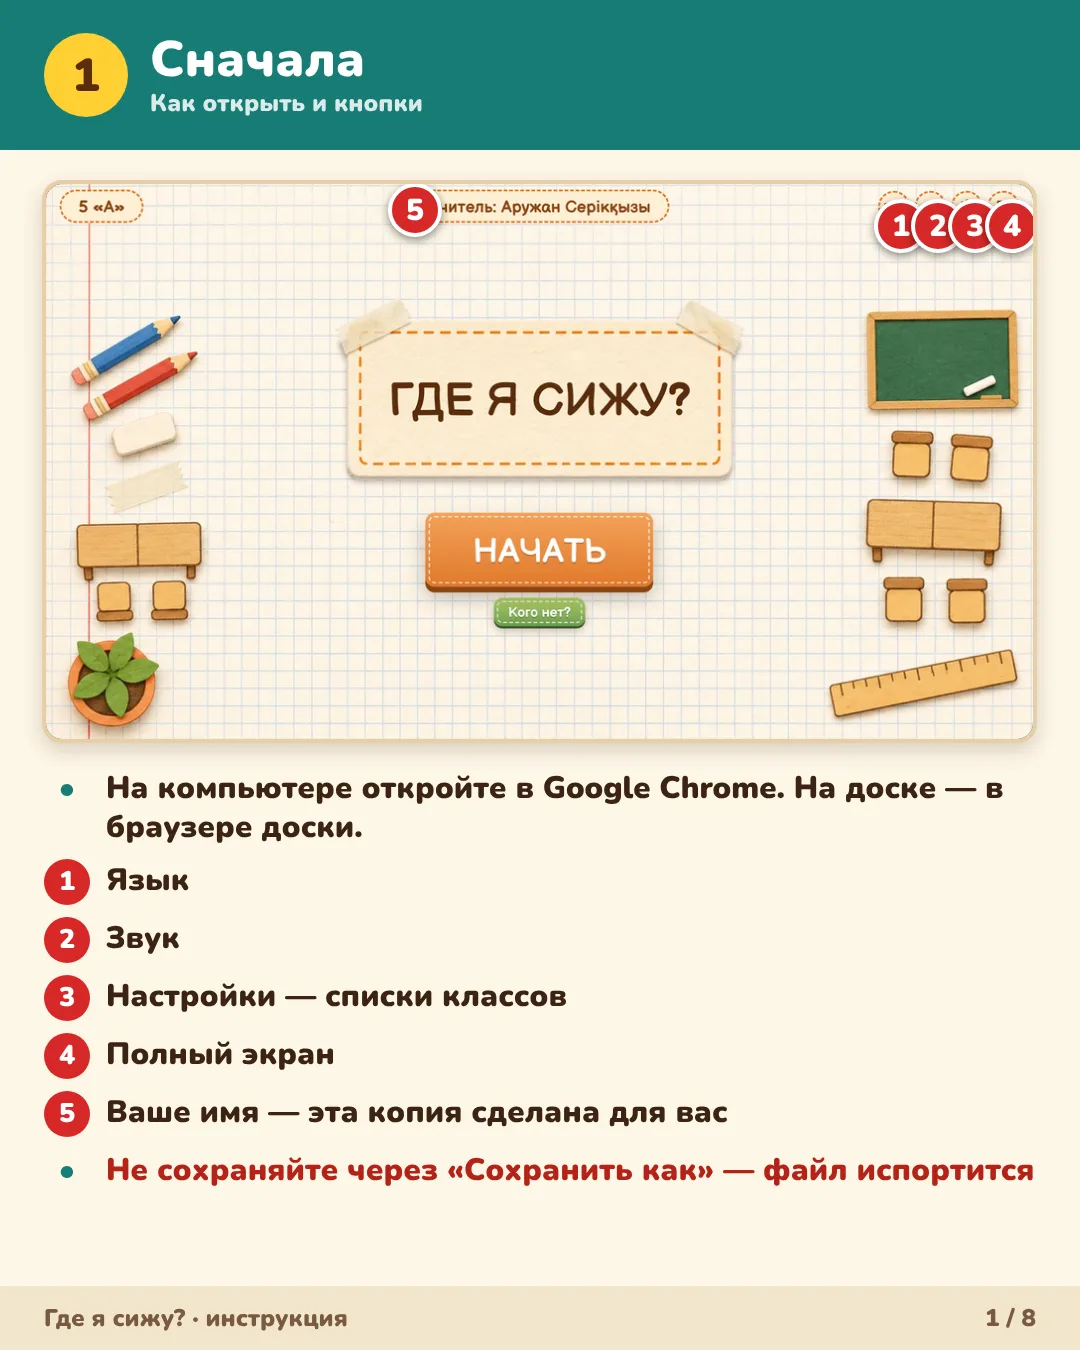 1
Сначала
Как открыть и кнопки
5 «А»
5
читель: Аружан Серікқызы
1 2 3 4
ГДЕ Я СИЖУ?
НАЧАТЬ
Кого нет?
• На компьютере откройте в Google Chrome. На доске — в
браузере доски.
1 Язык
2 Звук
3 Настройки — списки классов
4 Полный экран
5 Ваше имя — эта копия сделана для вас
• Не сохраняйте через «Сохранить как» — файл испортится
Где я сижу? · инструкция
1 / 8